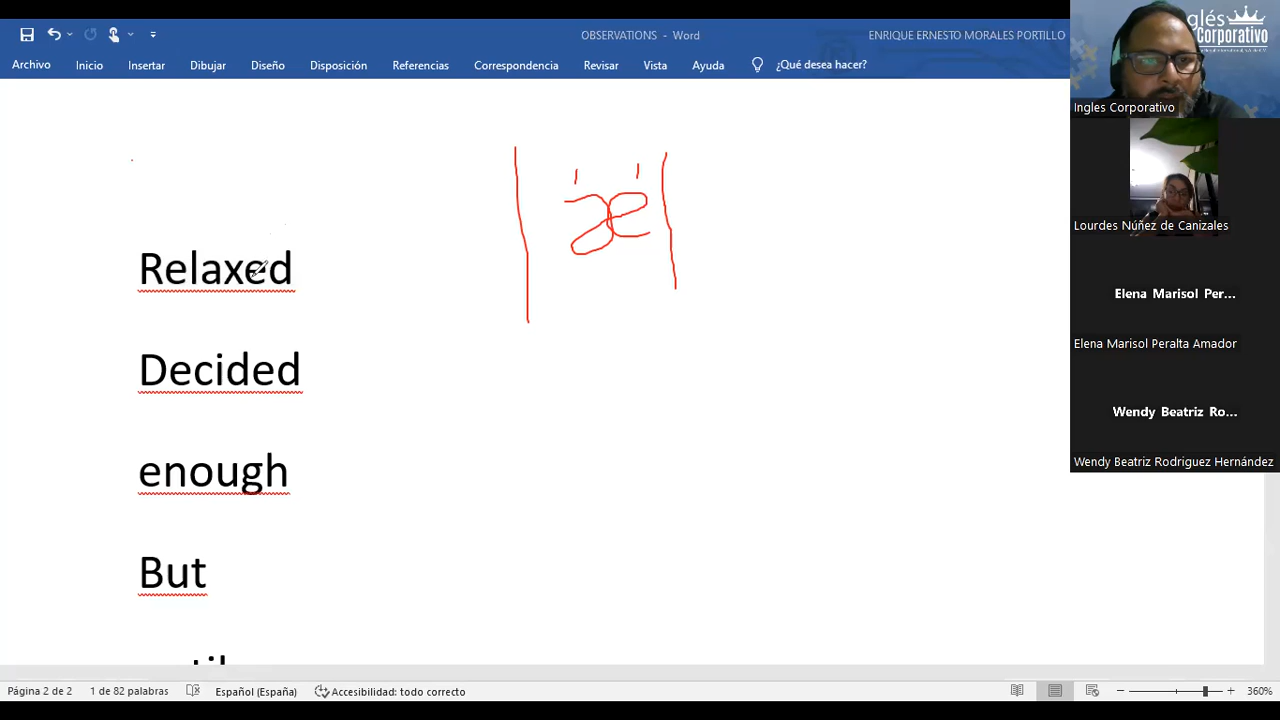 OBSERVATIONS - Word
ENRIQUE ERNESTO MORALES PORTILLO
Archivo Inicio Insertar Dibujar Diseño Disposición Referencias Correspondencia Revisar Vista Ayuda ¿Qué desea hacer?
glés
Corporativo
Ingles Corporativo
| æ |
Lourdes Núñez de Canizales
Relaxed
Elena Marisol Per...
Elena Marisol Peralta Amador
Decided
Wendy Beatriz Ro...
Wendy Beatriz Rodriguez Hernández
enough
But
Página 2 de 2 1 de 82 palabras Español (España) Accesibilidad: todo correcto 360%